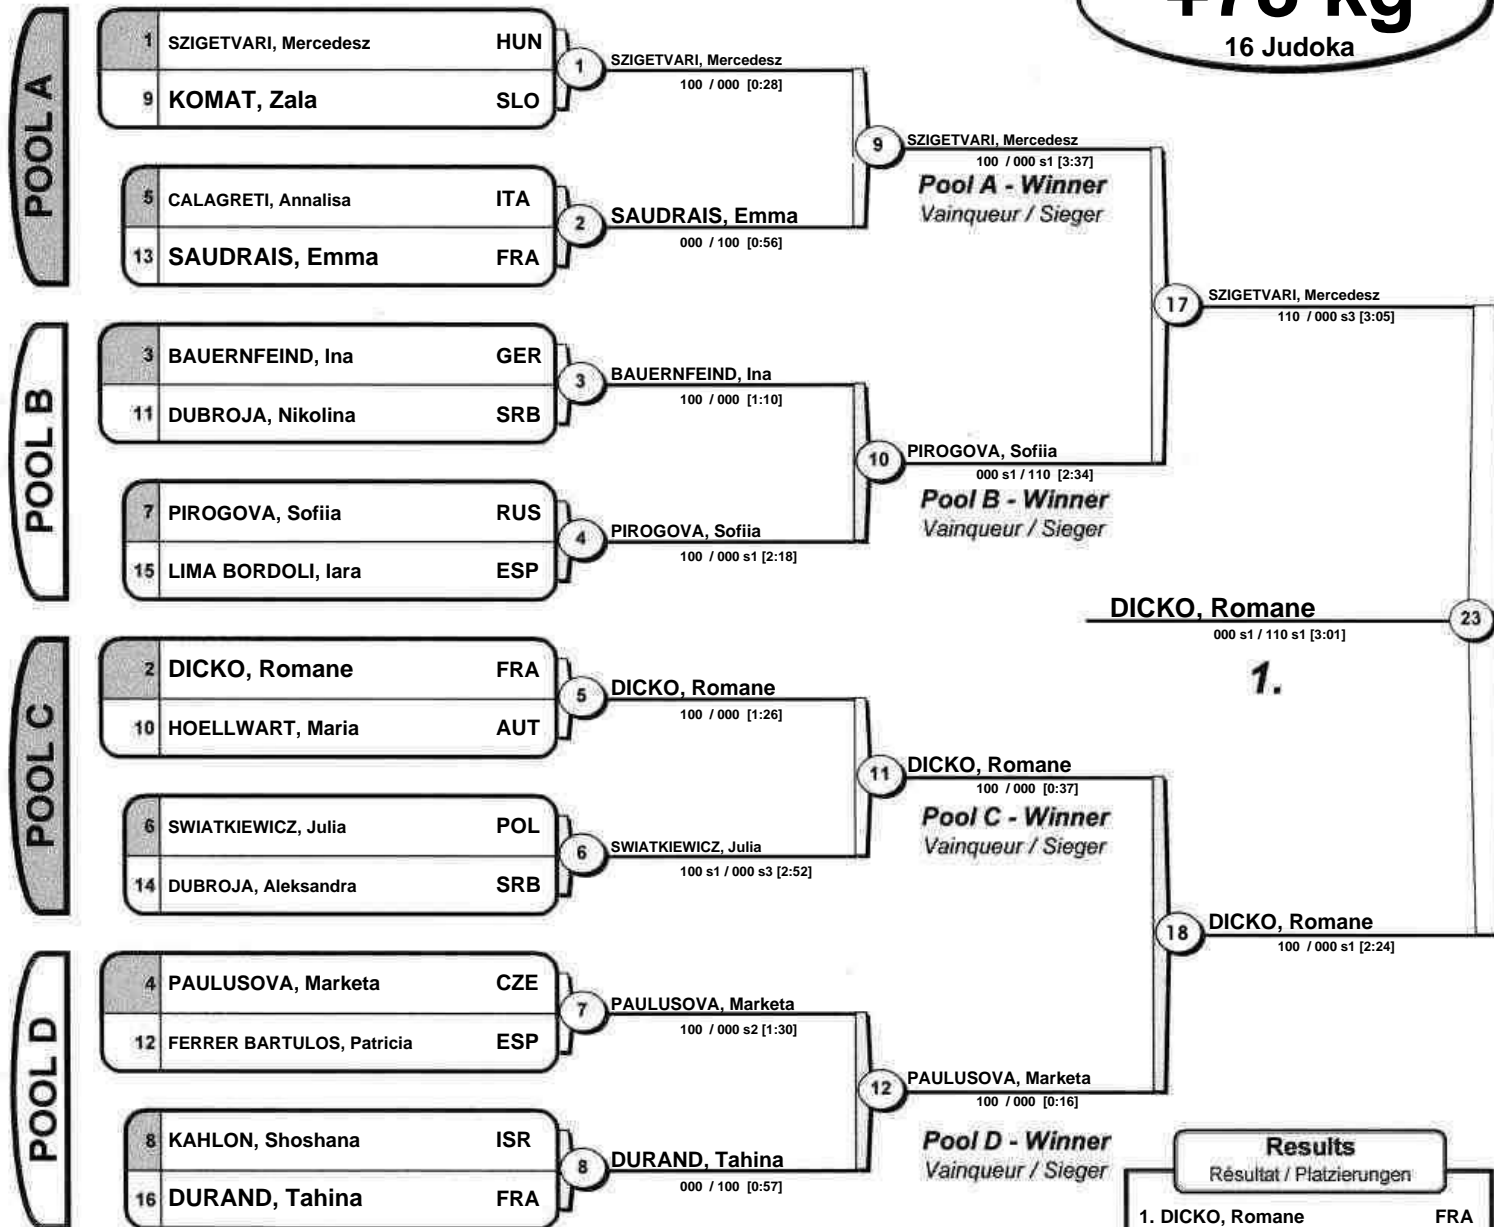 +78 kg
16 Judoka
POOL A
1 SZIGETVARI, Mercedesz HUN
9 KOMAT, Zala SLO
1 SZIGETVARI, Mercedesz
100 / 000 [0:28]
5 CALAGRETI, Annalisa ITA
13 SAUDRAIS, Emma FRA
2 SAUDRAIS, Emma
000 / 100 [0:56]
9 SZIGETVARI, Mercedesz
100 / 000 s1 [3:37]
Pool A - Winner
Vainqueur / Sieger
POOL B
3 BAUERNFEIND, Ina GER
11 DUBROJA, Nikolina SRB
3 BAUERNFEIND, Ina
100 / 000 [1:10]
7 PIROGOVA, Sofiia RUS
15 LIMA BORDOLI, Iara ESP
4 PIROGOVA, Sofiia
100 / 000 s1 [2:18]
10 PIROGOVA, Sofiia
000 s1 / 110 [2:34]
Pool B - Winner
Vainqueur / Sieger
17 SZIGETVARI, Mercedesz
110 / 000 s3 [3:05]
DICKO, Romane 23
000 s1 / 110 s1 [3:01]
1.
POOL C
2 DICKO, Romane FRA
10 HOELLWART, Maria AUT
5 DICKO, Romane
100 / 000 [1:26]
6 SWIATKIEWICZ, Julia POL
14 DUBROJA, Aleksandra SRB
6 SWIATKIEWICZ, Julia
100 s1 / 000 s3 [2:52]
11 DICKO, Romane
100 / 000 [0:37]
Pool C - Winner
Vainqueur / Sieger
18 DICKO, Romane
100 / 000 s1 [2:24]
POOL D
4 PAULUSOVA, Marketa CZE
12 FERRER BARTULOS, Patricia ESP
7 PAULUSOVA, Marketa
100 / 000 s2 [1:30]
8 KAHLON, Shoshana ISR
16 DURAND, Tahina FRA
8 DURAND, Tahina
000 / 100 [0:57]
12 PAULUSOVA, Marketa
100 / 000 [0:16]
Pool D - Winner
Vainqueur / Sieger
Results
Résultat / Platzierungen
1. DICKO, Romane FRA